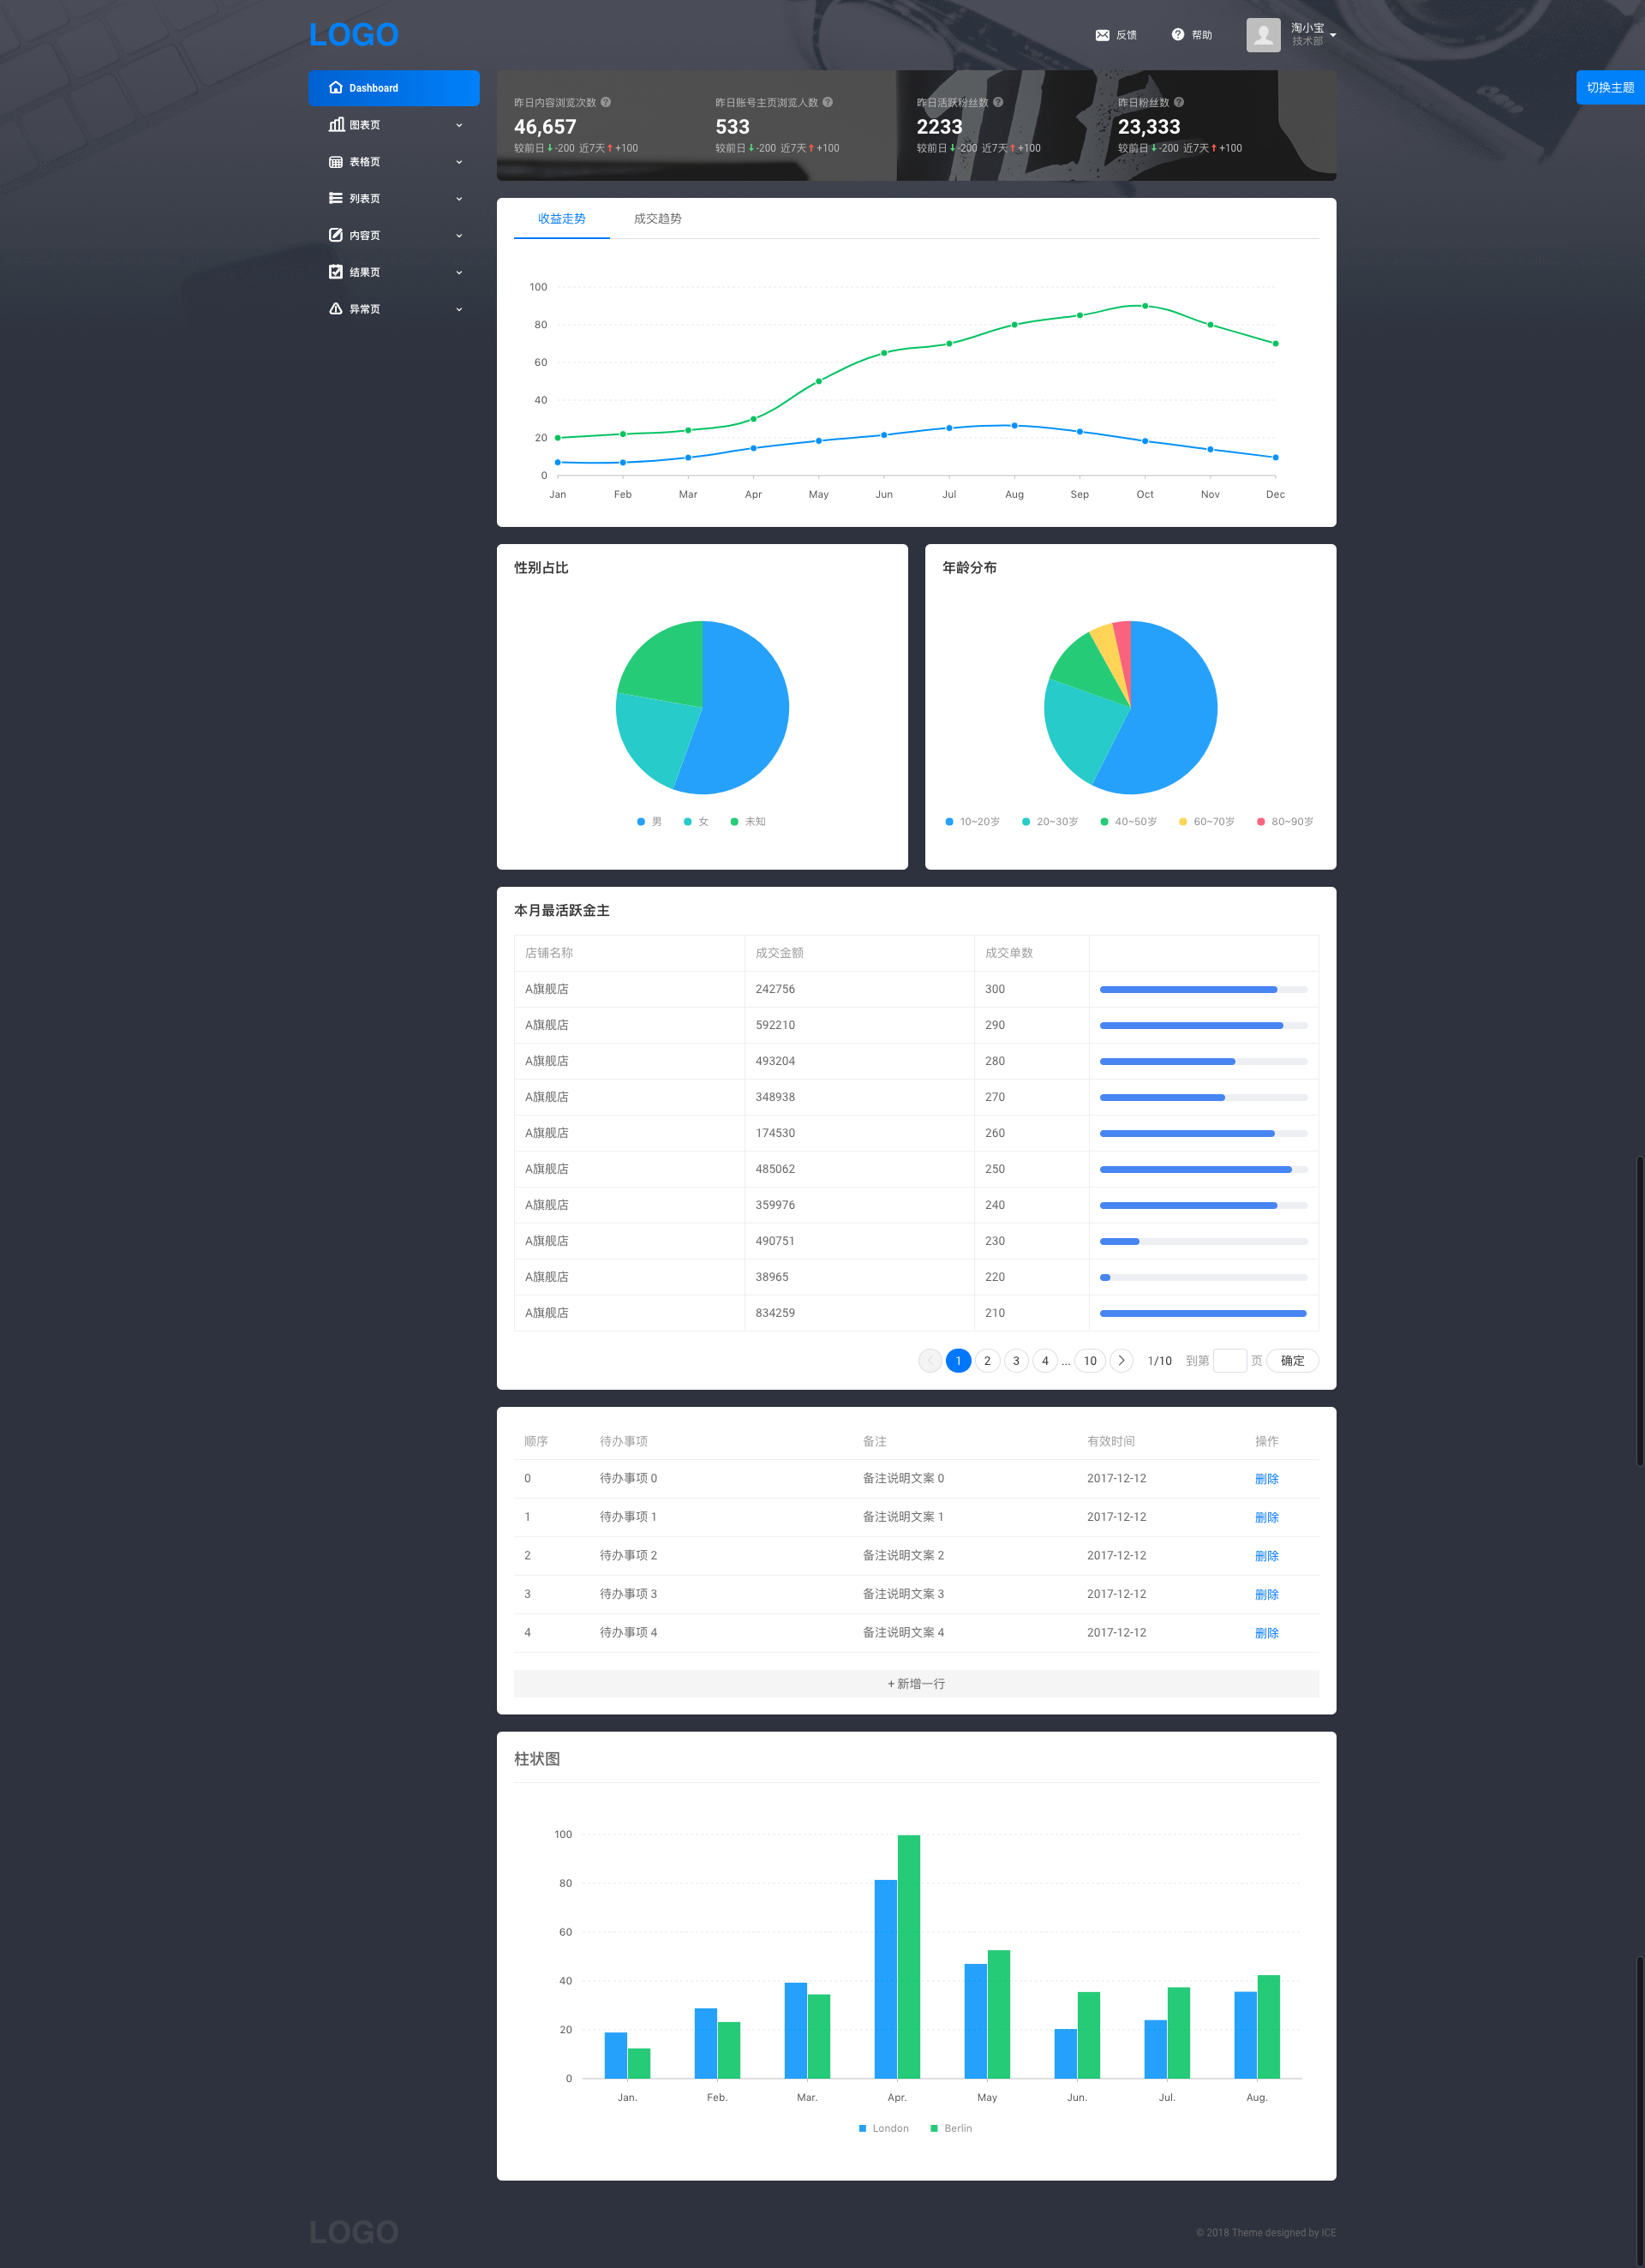 LOGO
反馈
帮助
淘小宝
技术部
切换主题
Dashboard
图表页
表格页
列表页
内容页
结果页
异常页
昨日内容浏览次数
46,657
较前日 -200 近7天 +100
昨日账号主页浏览人数
533
较前日 -200 近7天 +100
昨日活跃粉丝数
2233
较前日 -200 近7天 +100
昨日粉丝数
23,333
较前日 -200 近7天 +100
收益走势 成交趋势
100
80
60
40
20
0
Jan Feb Mar Apr May Jun Jul Aug Sep Oct Nov Dec
性别占比
男 女 未知
年龄分布
10~20岁 20~30岁 40~50岁 60~70岁 80~90岁
本月最活跃金主
店铺名称 成交金额 成交单数
A旗舰店 242756 300
A旗舰店 592210 290
A旗舰店 493204 280
A旗舰店 348938 270
A旗舰店 174530 260
A旗舰店 485062 250
A旗舰店 359976 240
A旗舰店 490751 230
A旗舰店 38965 220
A旗舰店 834259 210
1 2 3 4 ... 10 1/10 到第 页 确定
顺序 待办事项 备注 有效时间 操作
0 待办事项 0 备注说明文案 0 2017-12-12 删除
1 待办事项 1 备注说明文案 1 2017-12-12 删除
2 待办事项 2 备注说明文案 2 2017-12-12 删除
3 待办事项 3 备注说明文案 3 2017-12-12 删除
4 待办事项 4 备注说明文案 4 2017-12-12 删除
+ 新增一行
柱状图
100
80
60
40
20
0
Jan. Feb. Mar. Apr. May Jun. Jul. Aug.
London Berlin
LOGO
© 2018 Theme designed by ICE